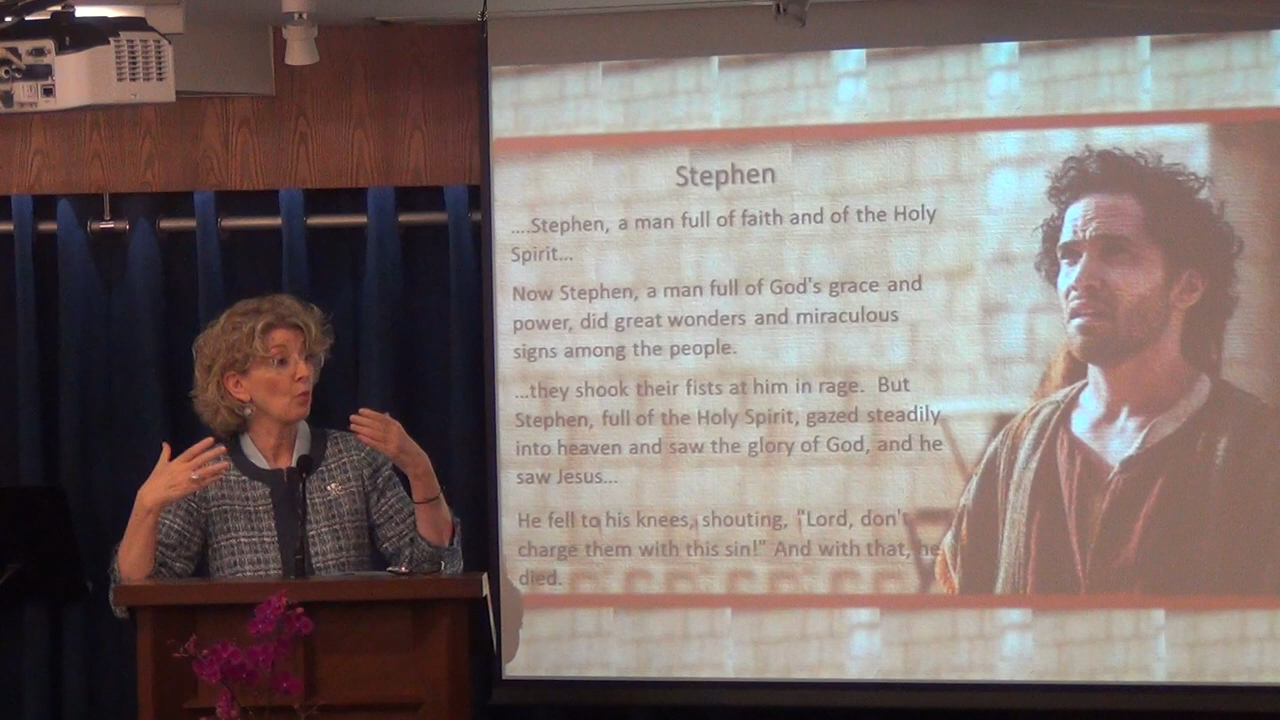 Stephen
....Stephen, a man full of faith and of the Holy
Spirit...
Now Stephen, a man full of God's grace and
power, did great wonders and miraculous
signs among the people.
...they shook their fists at him in rage.  But
Stephen, full of the Holy Spirit, gazed steadily
into heaven and saw the glory of God, and he
saw Jesus...
He fell to his knees, shouting, "Lord, don't
charge them with this sin!" And with that, he
died.